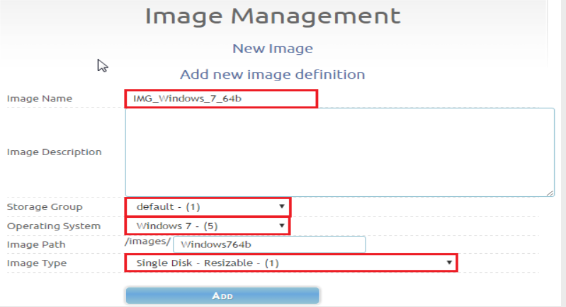 Image Management
New Image
Add new image definition
Image Name IMG_Windows_7_64b
Image Description
Storage Group default - (1)
Operating System Windows 7 - (5)
Image Path /images/ Windows764b
Image Type Single Disk - Resizable - (1)
Add